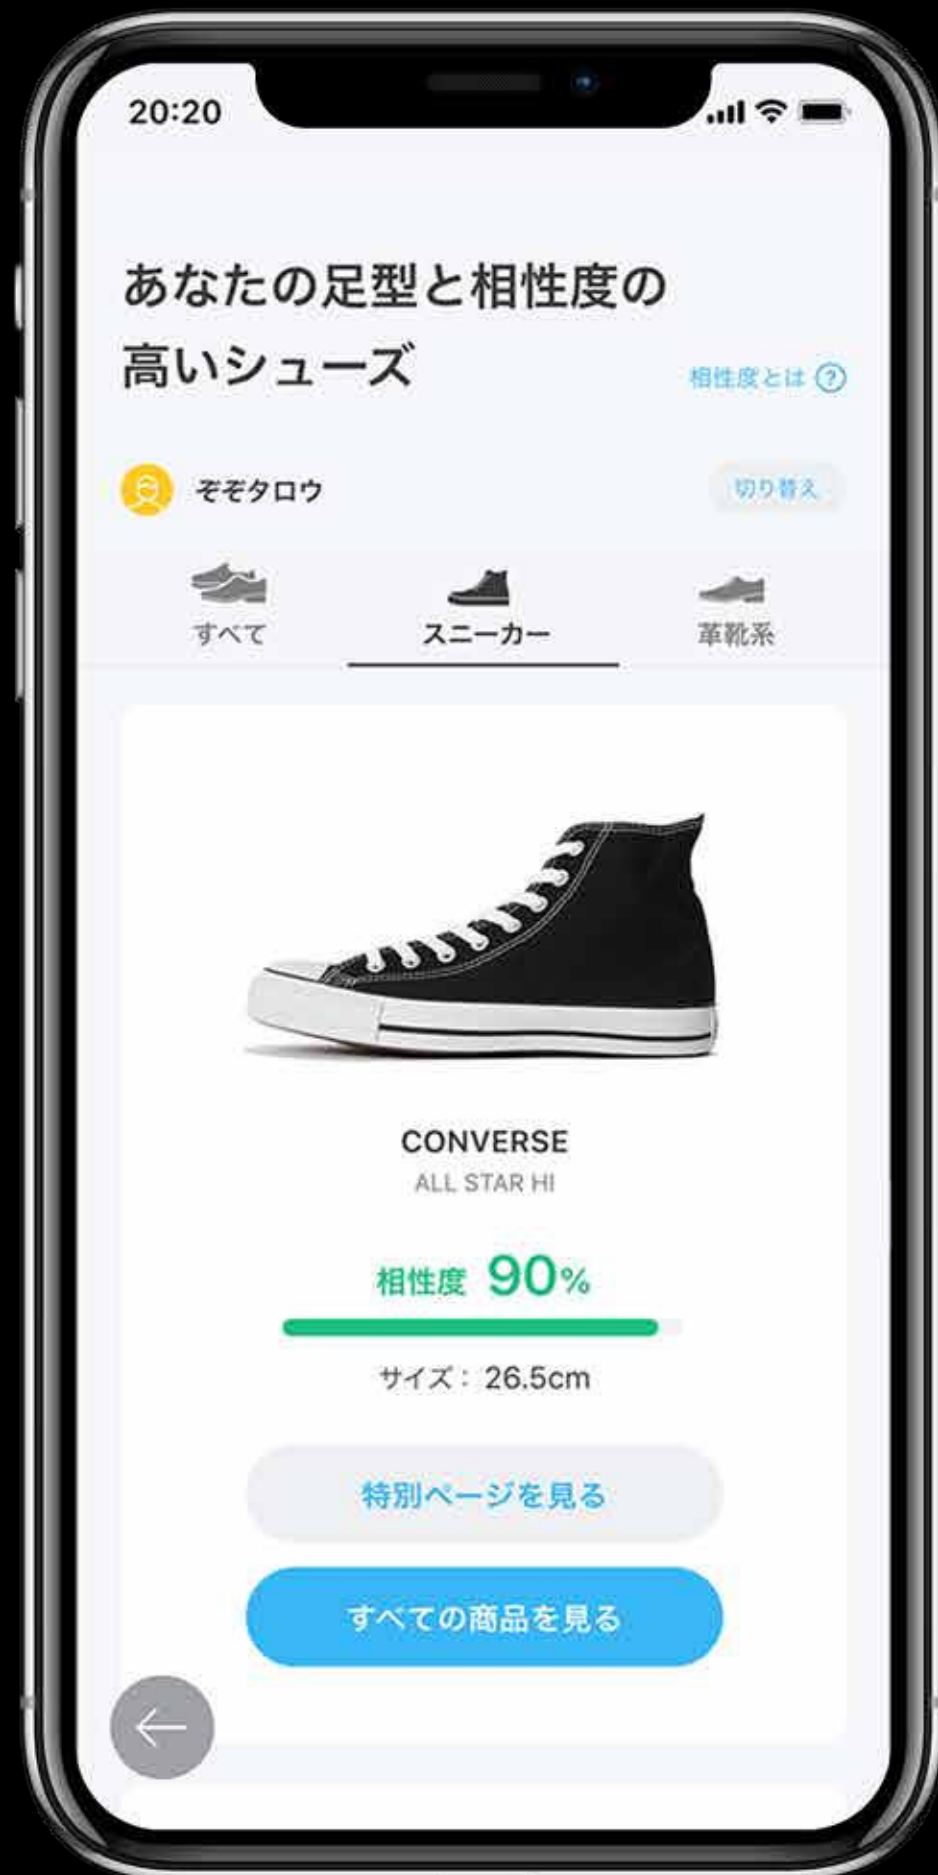 20:20
あなたの足型と相性度の
高いシューズ
相性度とは ?
ぞぞタロウ
切り替え
すべて
スニーカー
革靴系
CONVERSE
ALL STAR HI
相性度 90%
サイズ： 26.5cm
特別ページを見る
すべての商品を見る